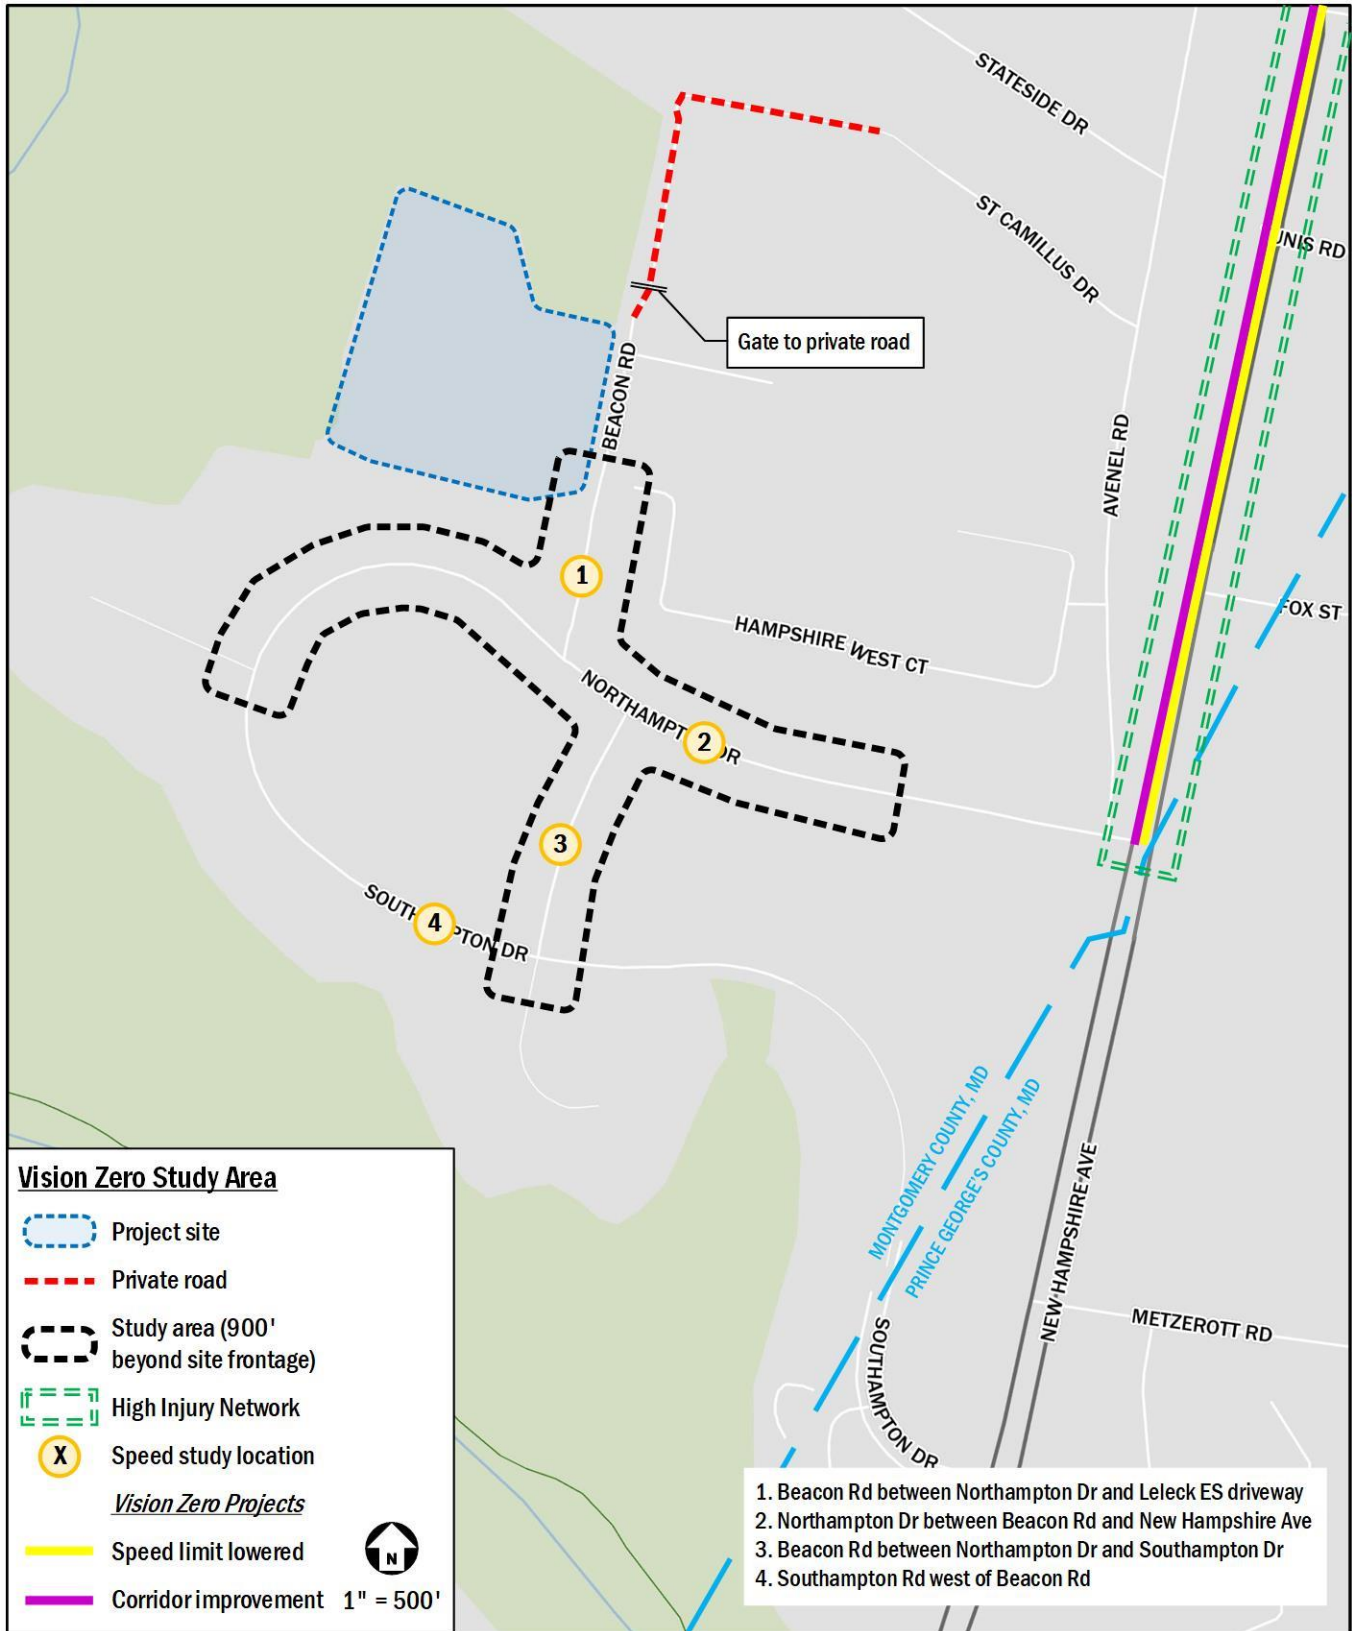 STATESIDE DR
ST CAMILLUS DR
Gate to private road
BEACON RD
AVENEL RD
FOX ST
HAMPSHIRE WEST CT
1
2
3
4
MONTGOMERY COUNTY, MD
PRINCE GEORGE'S COUNTY, MD
NEW HAMPSHIRE AVE
METZEROTT RD
SOUTHAMPTON DR
Vision Zero Study Area
Project site
Private road
Study area (900'
beyond site frontage)
High Injury Network
X
Speed study location
Vision Zero Projects
Speed limit lowered
Corridor improvement
N
1" = 500'
1. Beacon Rd between Northampton Dr and Leleck ES driveway
2. Northampton Dr between Beacon Rd and New Hampshire Ave
3. Beacon Rd between Northampton Dr and Southampton Dr
4. Southampton Rd west of Beacon Rd